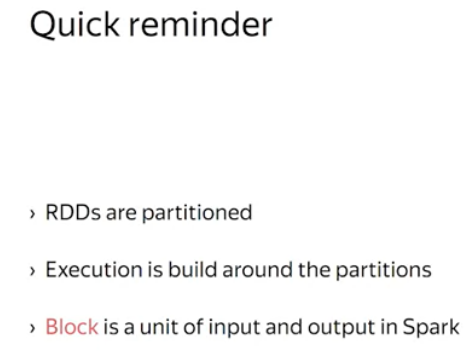 Quick reminder
› RDDs are partitioned
› Execution is build around the partitions
› Block is a unit of input and output in Spark